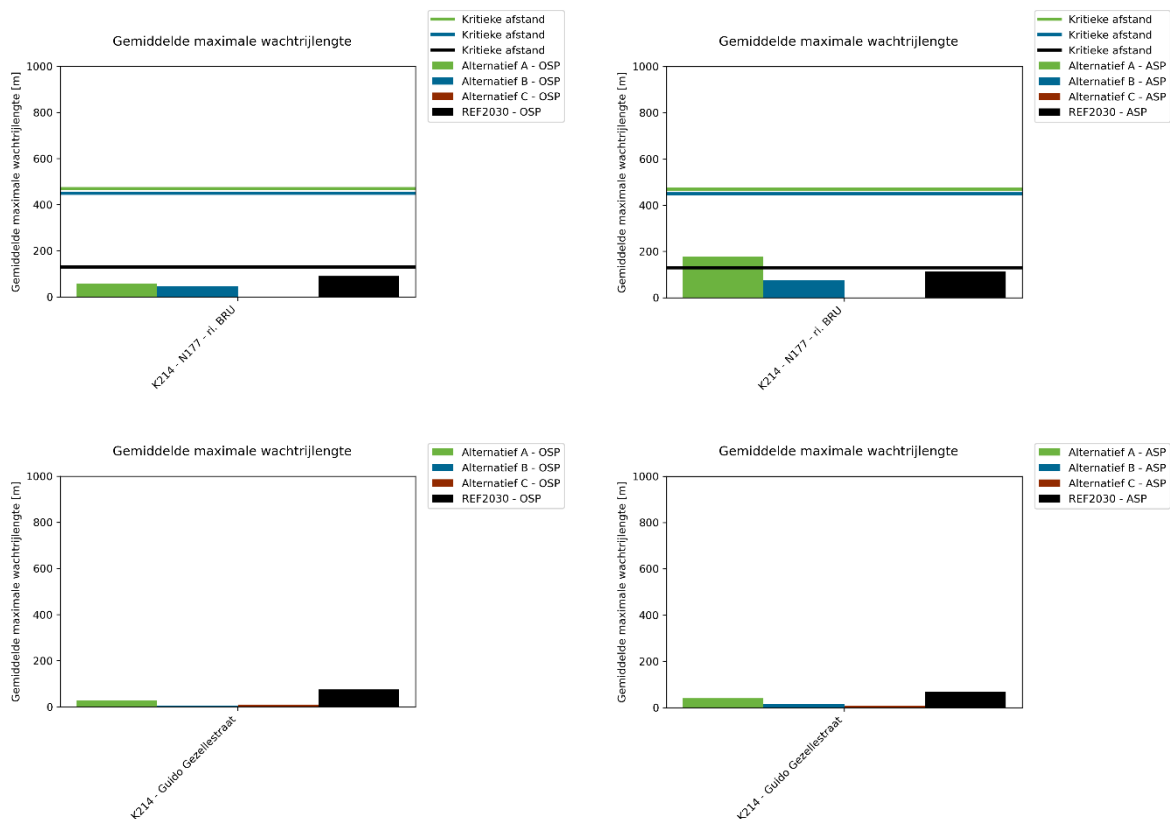 Gemiddelde maximale wachtrijlengte
Kritieke afstand
Kritieke afstand
Kritieke afstand
Alternatief A - OSP
Alternatief B - OSP
Alternatief C - OSP
REF2030 - OSP
Gemiddelde maximale wachtrijlengte [m]
1000
800
600
400
200
0
K214 - N177 - ri. BRU
Gemiddelde maximale wachtrijlengte
Kritieke afstand
Kritieke afstand
Kritieke afstand
Alternatief A - ASP
Alternatief B - ASP
Alternatief C - ASP
REF2030 - ASP
Gemiddelde maximale wachtrijlengte [m]
1000
800
600
400
200
0
K214 - N177 - ri. BRU
Gemiddelde maximale wachtrijlengte
Alternatief A - OSP
Alternatief B - OSP
Alternatief C - OSP
REF2030 - OSP
Gemiddelde maximale wachtrijlengte [m]
1000
800
600
400
200
0
K214 - Guido Gezellestraat
Gemiddelde maximale wachtrijlengte
Alternatief A - ASP
Alternatief B - ASP
Alternatief C - ASP
REF2030 - ASP
Gemiddelde maximale wachtrijlengte [m]
1000
800
600
400
200
0
K214 - Guido Gezellestraat